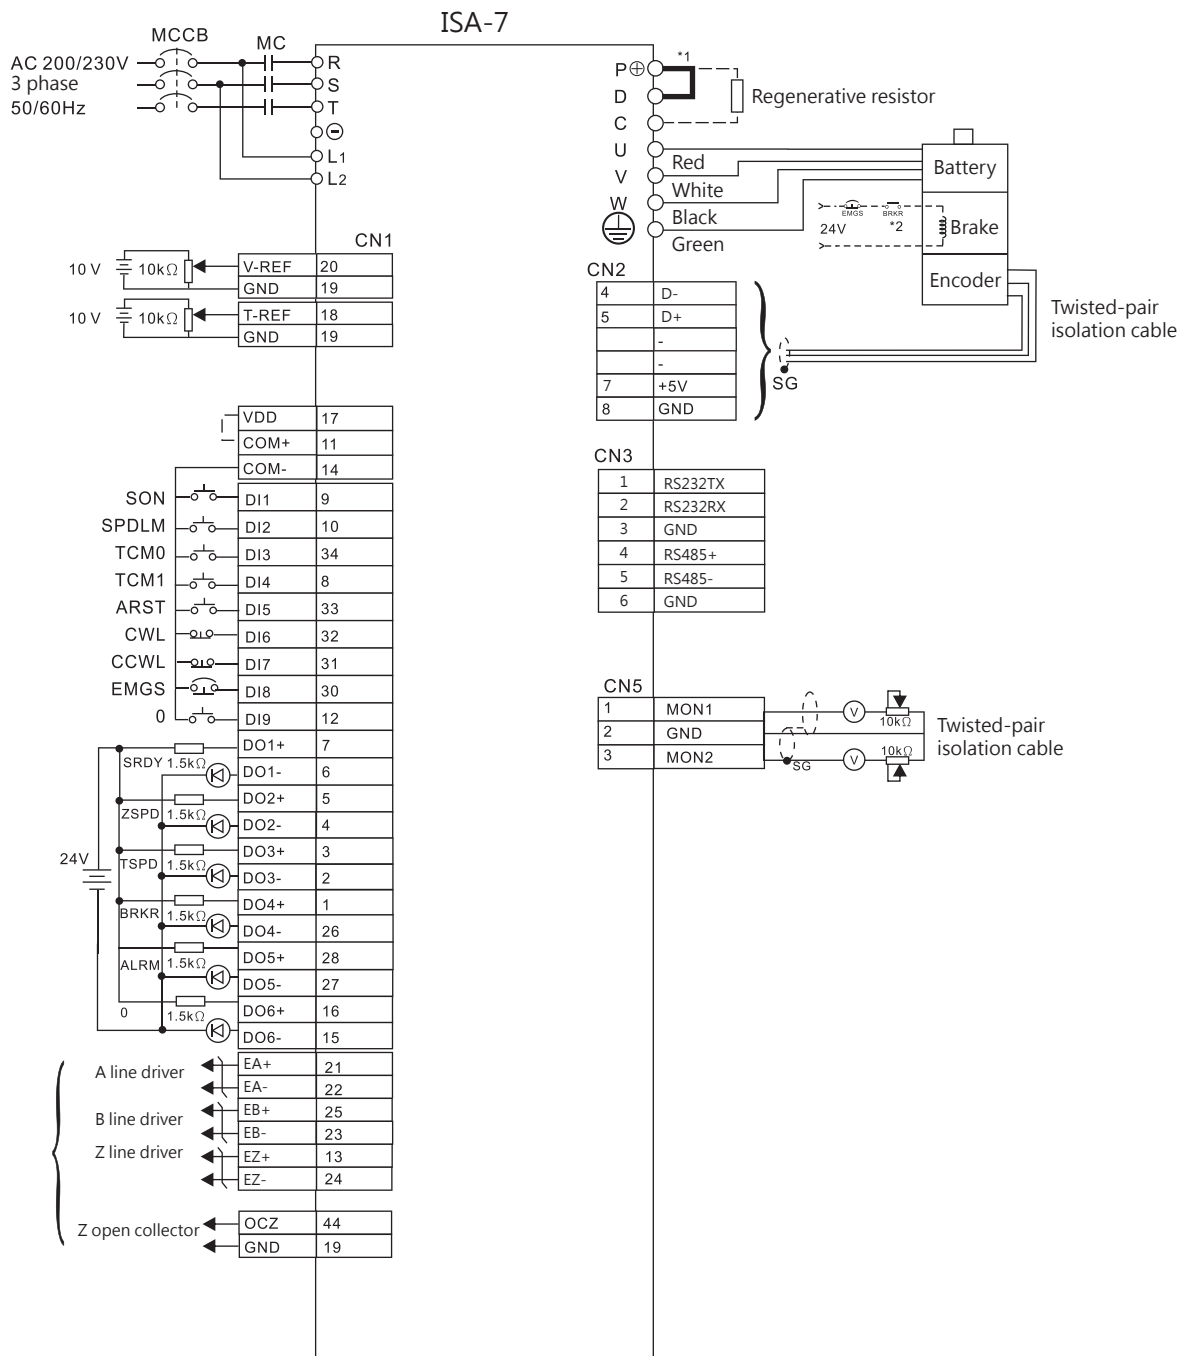 ISA-7
MCCB
MC
AC 200/230V
3 phase
50/60Hz
R
S
T
⊖
L1
L2
P⊕
D
C
U
V
W
*1
Regenerative resistor
Red
White
Black
Green
Battery
Brake
Encoder
EMGS
BRKR
24V
*2
Twisted-pair
isolation cable
SG
CN1
10 V
10kΩ
V-REF 20
GND 19
10 V
10kΩ
T-REF 18
GND 19
VDD 17
COM+ 11
COM- 14
SON DI1 9
SPDLM DI2 10
TCM0 DI3 34
TCM1 DI4 8
ARST DI5 33
CWL DI6 32
CCWL DI7 31
EMGS DI8 30
0 DI9 12
DO1+ 7
SRDY 1.5kΩ
DO1- 6
DO2+ 5
ZSPD 1.5kΩ
DO2- 4
DO3+ 3
24V
TSPD 1.5kΩ
DO3- 2
DO4+ 1
BRKR 1.5kΩ
DO4- 26
DO5+ 28
ALRM 1.5kΩ
DO5- 27
DO6+ 16
0 1.5kΩ
DO6- 15
A line driver
EA+ 21
EA- 22
B line driver
EB+ 25
EB- 23
Z line driver
EZ+ 13
EZ- 24
Z open collector
OCZ 44
GND 19
CN2
4 D-
5 D+
-
-
7 +5V
8 GND
CN3
1 RS232TX
2 RS232RX
3 GND
4 RS485+
5 RS485-
6 GND
CN5
1 MON1
2 GND
3 MON2
V
10kΩ
SG
V
10kΩ
Twisted-pair
isolation cable